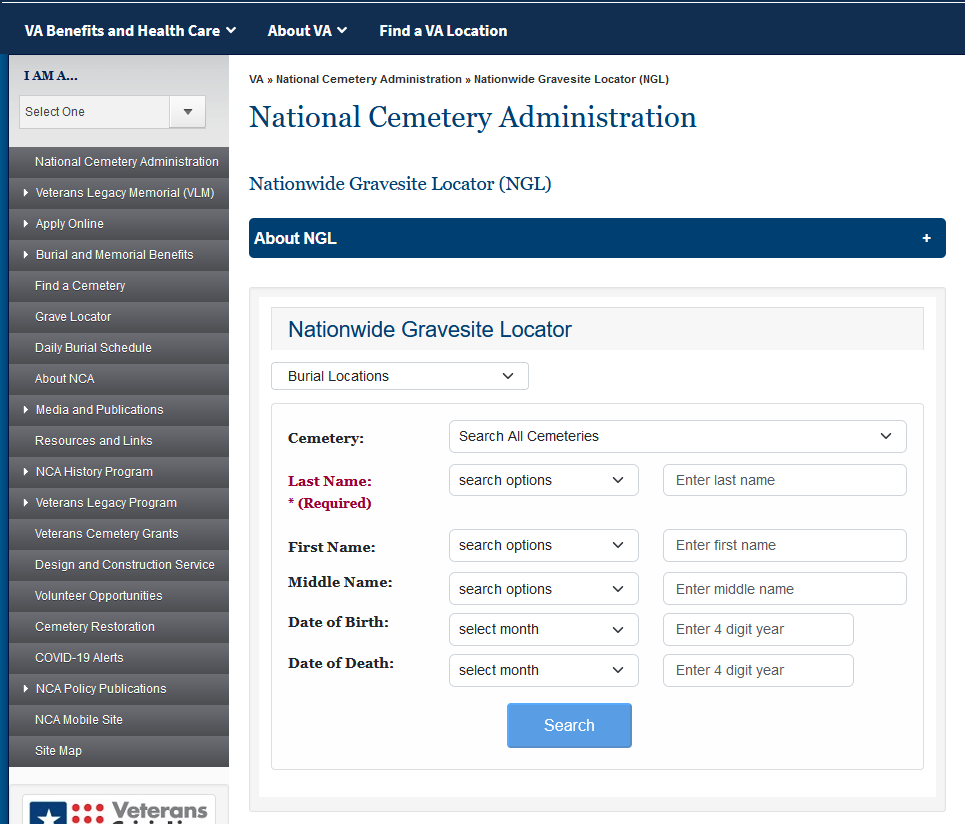 VA Benefits and Health Care About VA Find a VA Location
I AM A...
Select One
National Cemetery Administration
Veterans Legacy Memorial (VLM)
Apply Online
Burial and Memorial Benefits
Find a Cemetery
Grave Locator
Daily Burial Schedule
About NCA
Media and Publications
Resources and Links
NCA History Program
Veterans Legacy Program
Veterans Cemetery Grants
Design and Construction Service
Volunteer Opportunities
Cemetery Restoration
COVID-19 Alerts
NCA Policy Publications
NCA Mobile Site
Site Map
Veterans
VA » National Cemetery Administration » Nationwide Gravesite Locator (NGL)
National Cemetery Administration
Nationwide Gravesite Locator (NGL)
About NGL +
Nationwide Gravesite Locator
Burial Locations
Cemetery: Search All Cemeteries
Last Name: search options Enter last name
* (Required)
First Name: search options Enter first name
Middle Name: search options Enter middle name
Date of Birth: select month Enter 4 digit year
Date of Death: select month Enter 4 digit year
Search